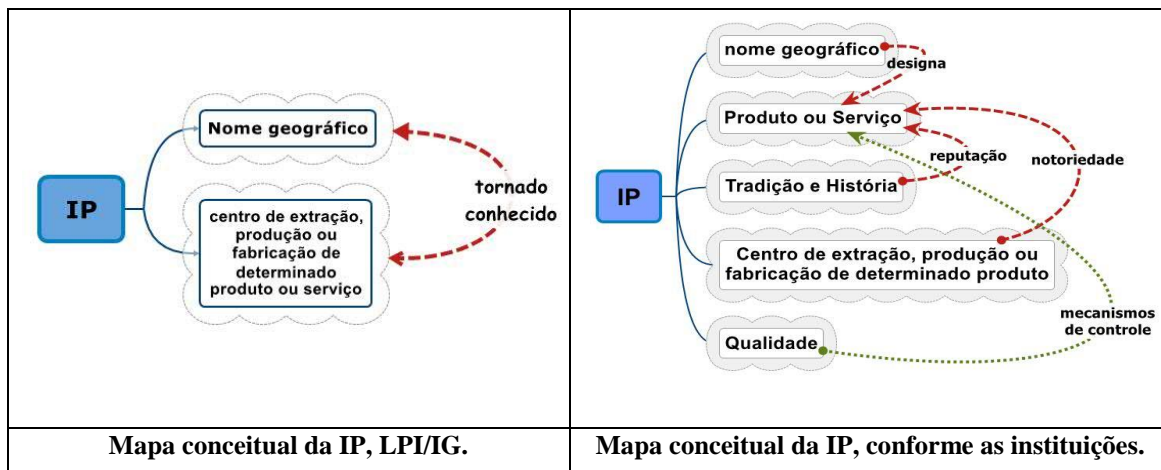 IP
Nome geográfico
centro de extração,
produção ou
fabricação de
determinado
produto ou serviço
tornado
conhecido
Mapa conceitual da IP, LPI/IG.
IP
nome geográfico
designa
Produto ou Serviço
reputação
notoriedade
Tradição e História
Centro de extração, produção ou
fabricação de determinado produto
mecanismos
de controle
Qualidade
Mapa conceitual da IP, conforme as instituições.